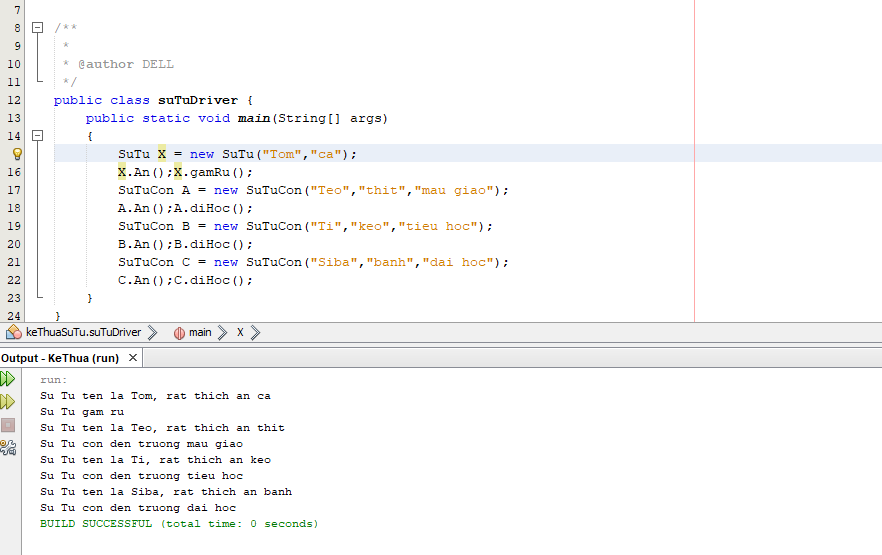 7
8 /**
9 *
10 * @author DELL
11 */
12 public class suTuDriver {
13 public static void main(String[] args)
14 {
SuTu X = new SuTu("Tom","ca");
16 X.An();X.gamRu();
17 SuTuCon A = new SuTuCon("Teo","thit","mau giao");
18 A.An();A.diHoc();
19 SuTuCon B = new SuTuCon("Ti","keo","tieu hoc");
20 B.An();B.diHoc();
21 SuTuCon C = new SuTuCon("Siba","banh","dai hoc");
22 C.An();C.diHoc();
23 }
24 }
keThuaSuTu.suTuDriver main X
Output - KeThua (run) ×
run:
Su Tu ten la Tom, rat thich an ca
Su Tu gam ru
Su Tu ten la Teo, rat thich an thit
Su Tu con den truong mau giao
Su Tu ten la Ti, rat thich an keo
Su Tu con den truong tieu hoc
Su Tu ten la Siba, rat thich an banh
Su Tu con den truong dai hoc
BUILD SUCCESSFUL (total time: 0 seconds)